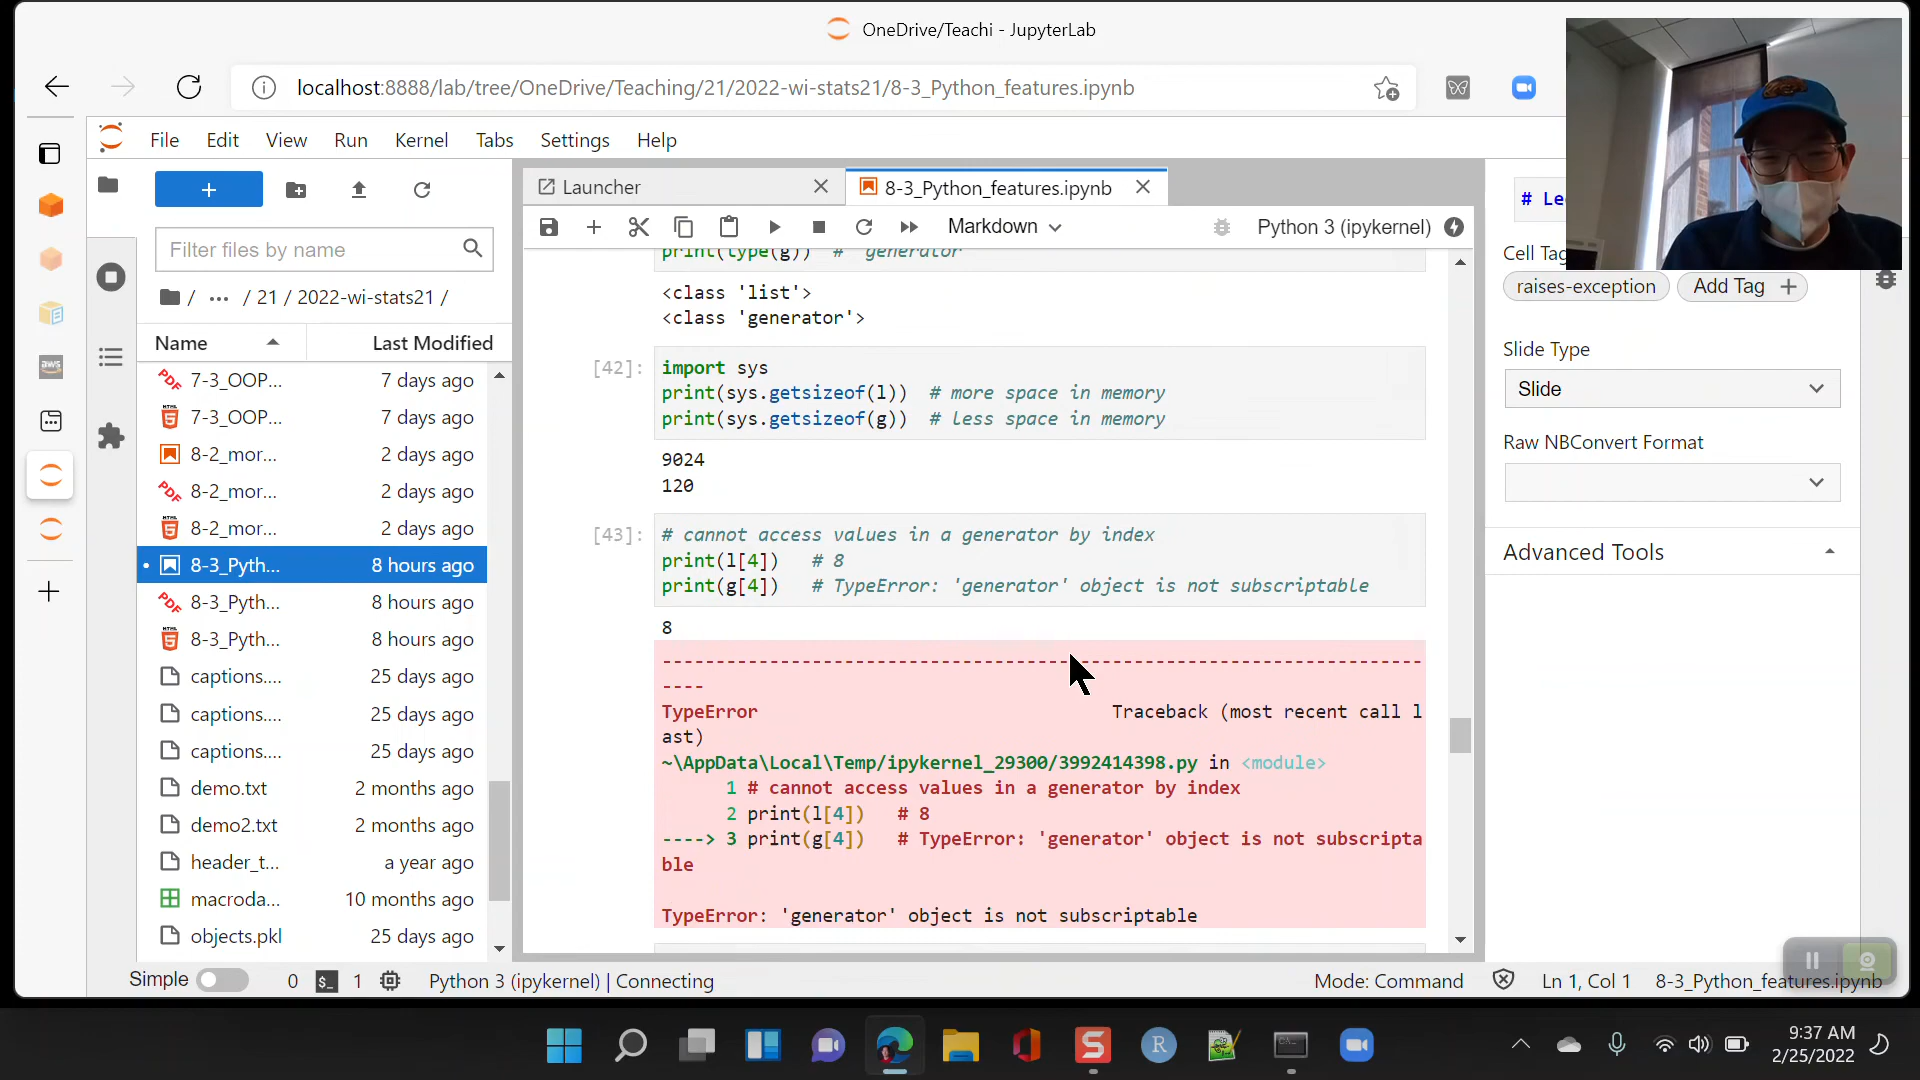 OneDrive/Teachi - JupyterLab
localhost:8888/lab/tree/OneDrive/Teaching/21/2022-wi-stats21/8-3_Python_features.ipynb
File Edit View Run Kernel Tabs Settings Help
Launcher
8-3_Python_features.ipynb
Markdown
Python 3 (ipykernel)
Filter files by name
/ ··· / 21 / 2022-wi-stats21 /
Name Last Modified
7-3_OOP... 7 days ago
7-3_OOP... 7 days ago
8-2_mor... 2 days ago
8-2_mor... 2 days ago
8-2_mor... 2 days ago
8-3_Pyth... 8 hours ago
8-3_Pyth... 8 hours ago
8-3_Pyth... 8 hours ago
captions.... 25 days ago
captions.... 25 days ago
captions.... 25 days ago
demo.txt 2 months ago
demo2.txt 2 months ago
header_t... a year ago
macroda... 10 months ago
objects.pkl 25 days ago
print(type(g)) # generator
<class 'list'>
<class 'generator'>
[42]: import sys
print(sys.getsizeof(l)) # more space in memory
print(sys.getsizeof(g)) # less space in memory
9024
120
[43]: # cannot access values in a generator by index
print(l[4]) # 8
print(g[4]) # TypeError: 'generator' object is not subscriptable
8
-----------------------------------------------------------------------
----
TypeError Traceback (most recent call l
ast)
~\AppData\Local\Temp/ipykernel_29300/3992414398.py in <module>
1 # cannot access values in a generator by index
2 print(l[4]) # 8
----> 3 print(g[4]) # TypeError: 'generator' object is not subscripta
ble
TypeError: 'generator' object is not subscriptable
# Le
Cell Tag
raises-exception
Add Tag +
Slide Type
Slide
Raw NBConvert Format
Advanced Tools
Simple 0 $_ 1 Python 3 (ipykernel) | Connecting
Mode: Command Ln 1, Col 1 8-3_Python_features.ipynb
aws
9:37 AM
2/25/2022